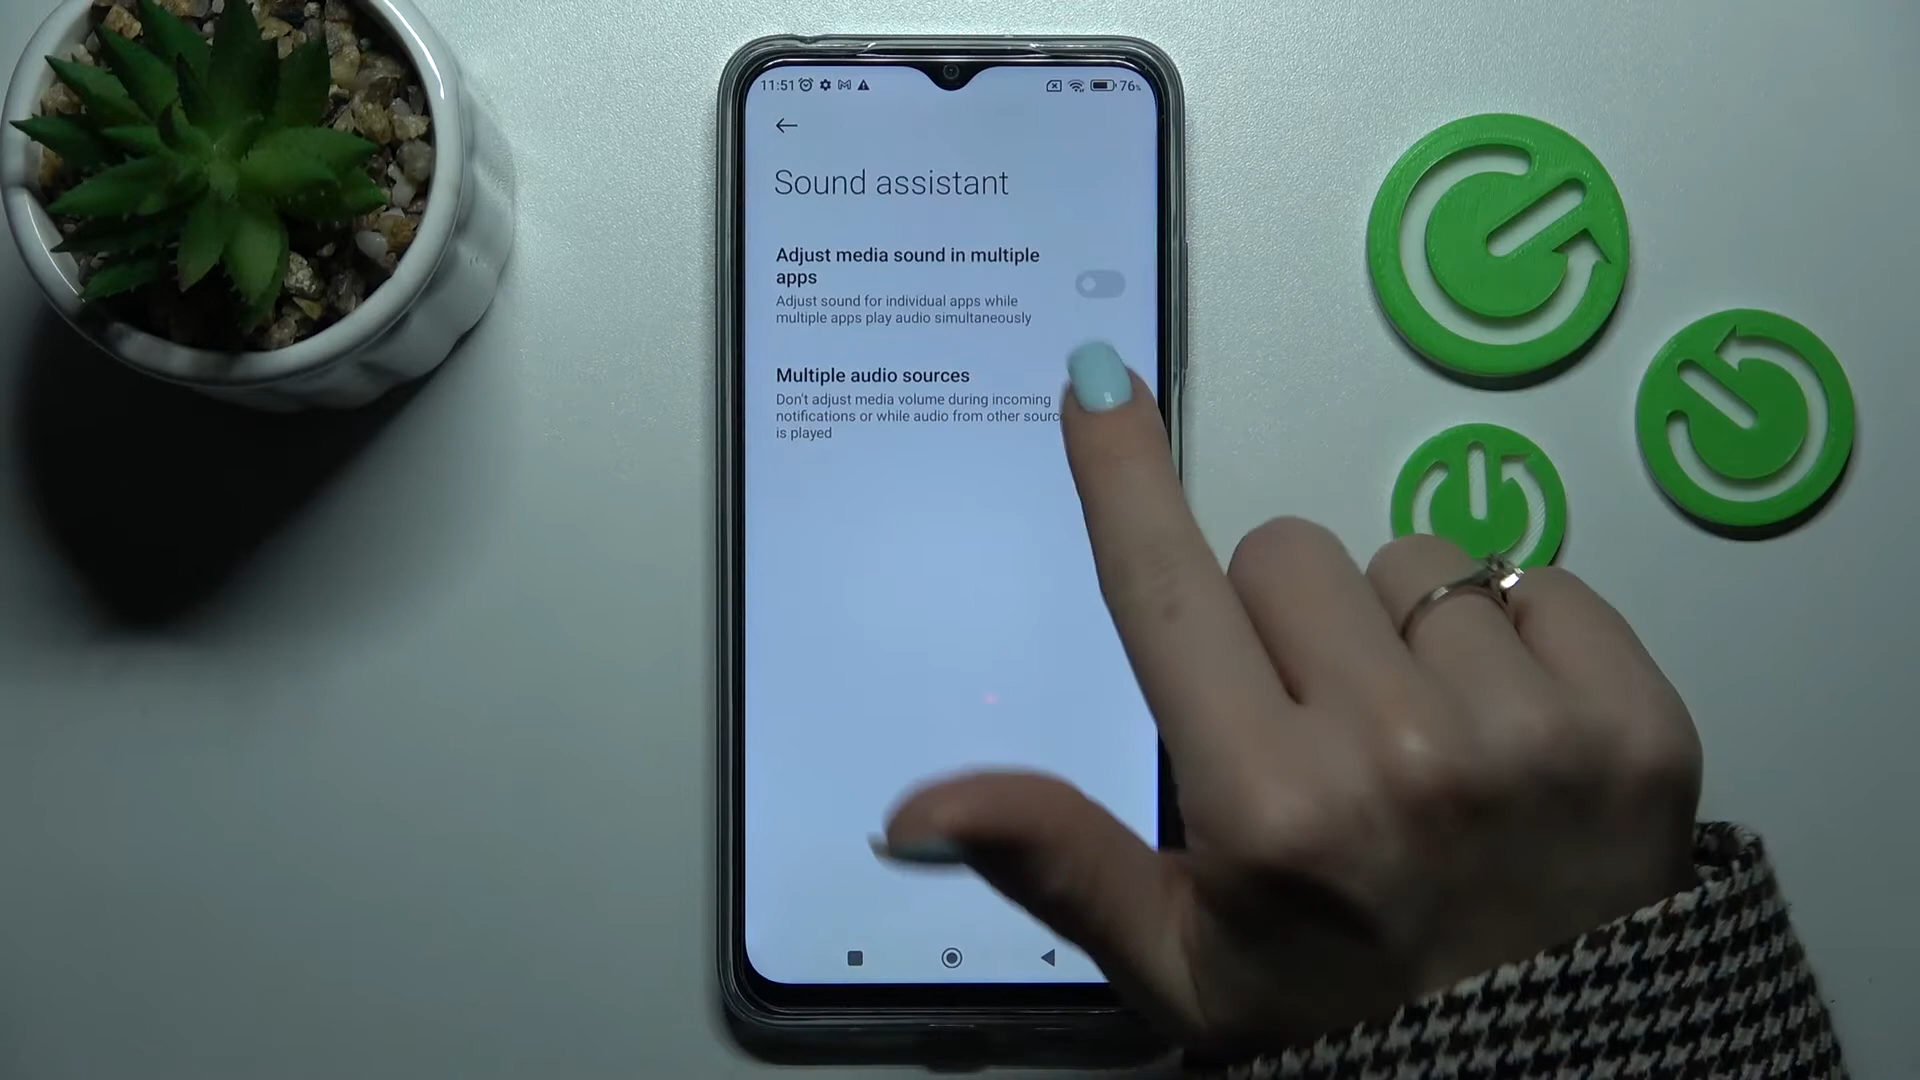 11:51 76%
Sound assistant
Adjust media sound in multiple
apps
Adjust sound for individual apps while
multiple apps play audio simultaneously
Multiple audio sources
Don't adjust media volume during incoming
notifications or while audio from other sourc
is played